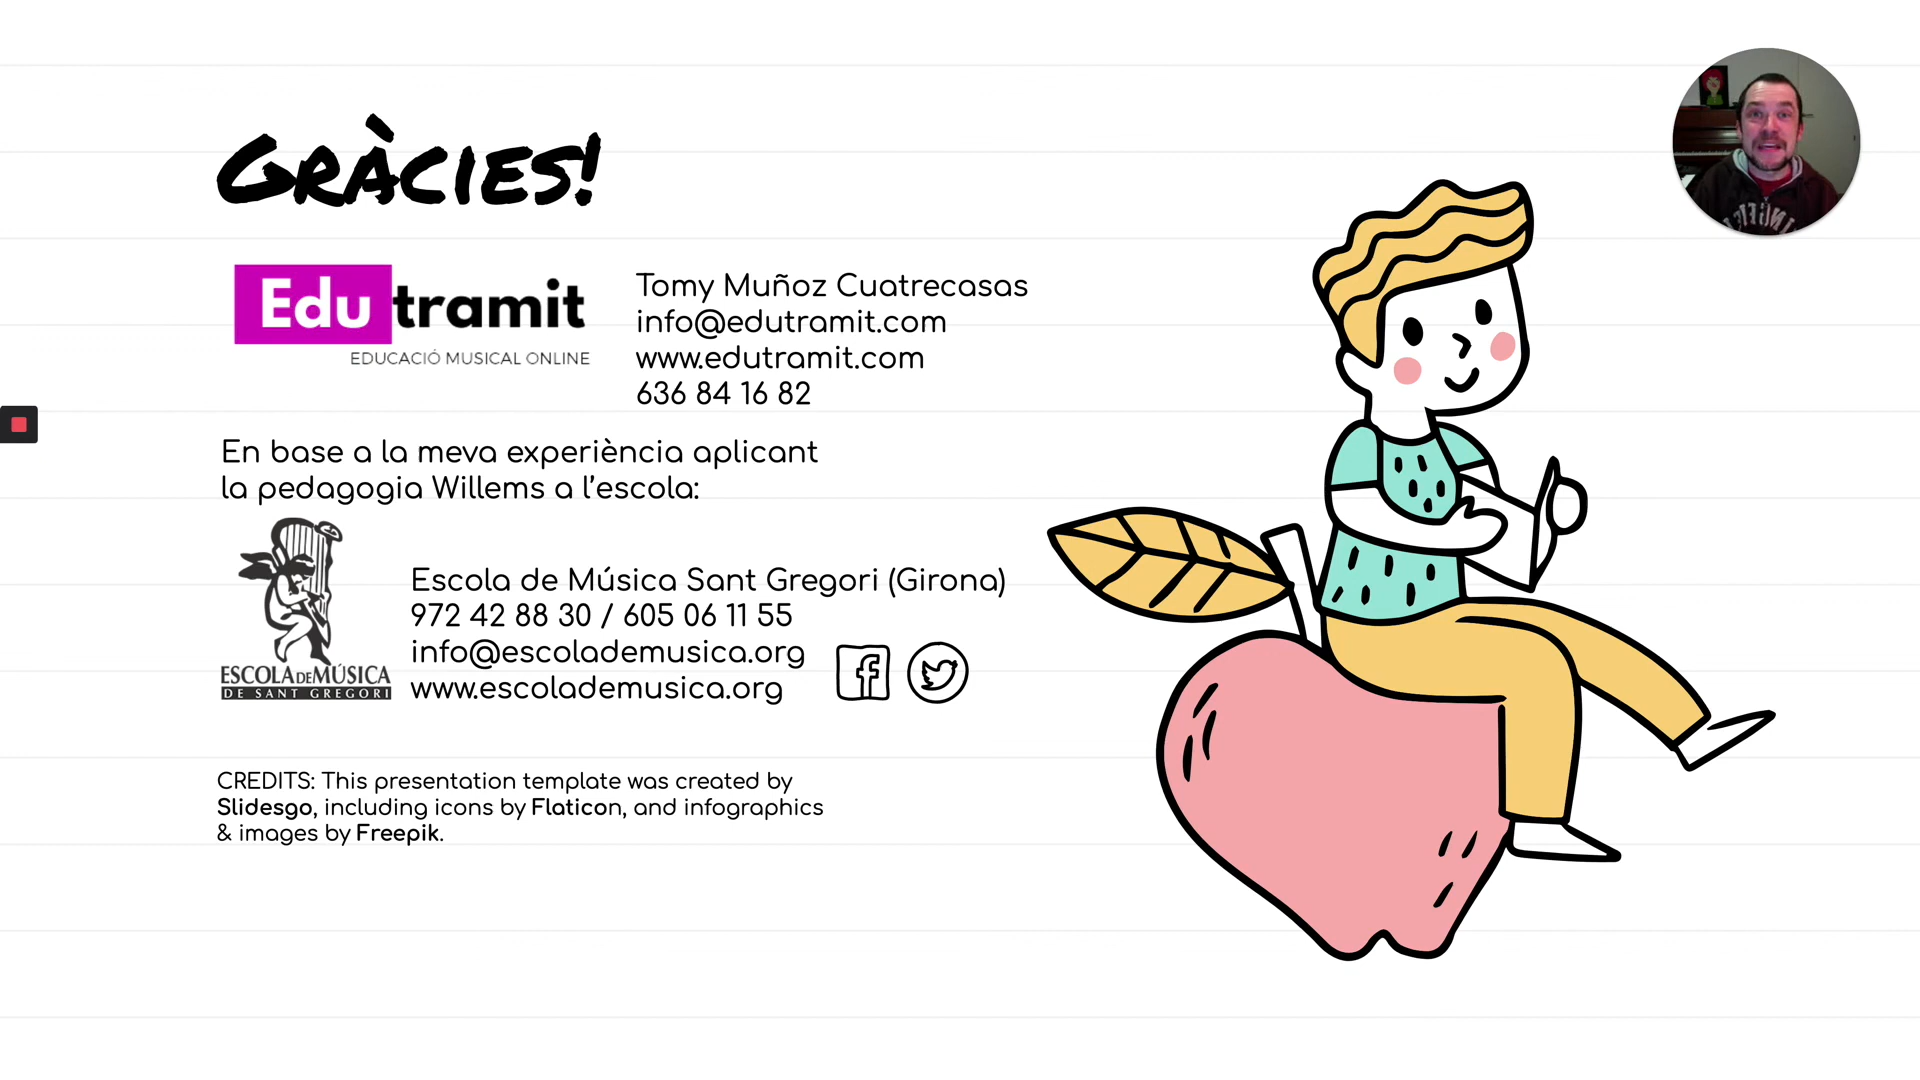 GRÀCIES!
Edutramit
EDUCACIÓ MUSICAL ONLINE
Tomy Muñoz Cuatrecasas
info@edutramit.com
www.edutramit.com
636 84 16 82
En base a la meva experiència aplicant
la pedagogia Willems a l’escola:
ESCOLA DE MÚSICA
DE SANT GREGORI
Escola de Música Sant Gregori (Girona)
972 42 88 30 / 605 06 11 55
info@escolademusica.org
www.escolademusica.org
CREDITS: This presentation template was created by
Slidesgo, including icons by Flaticon, and infographics
& images by Freepik.